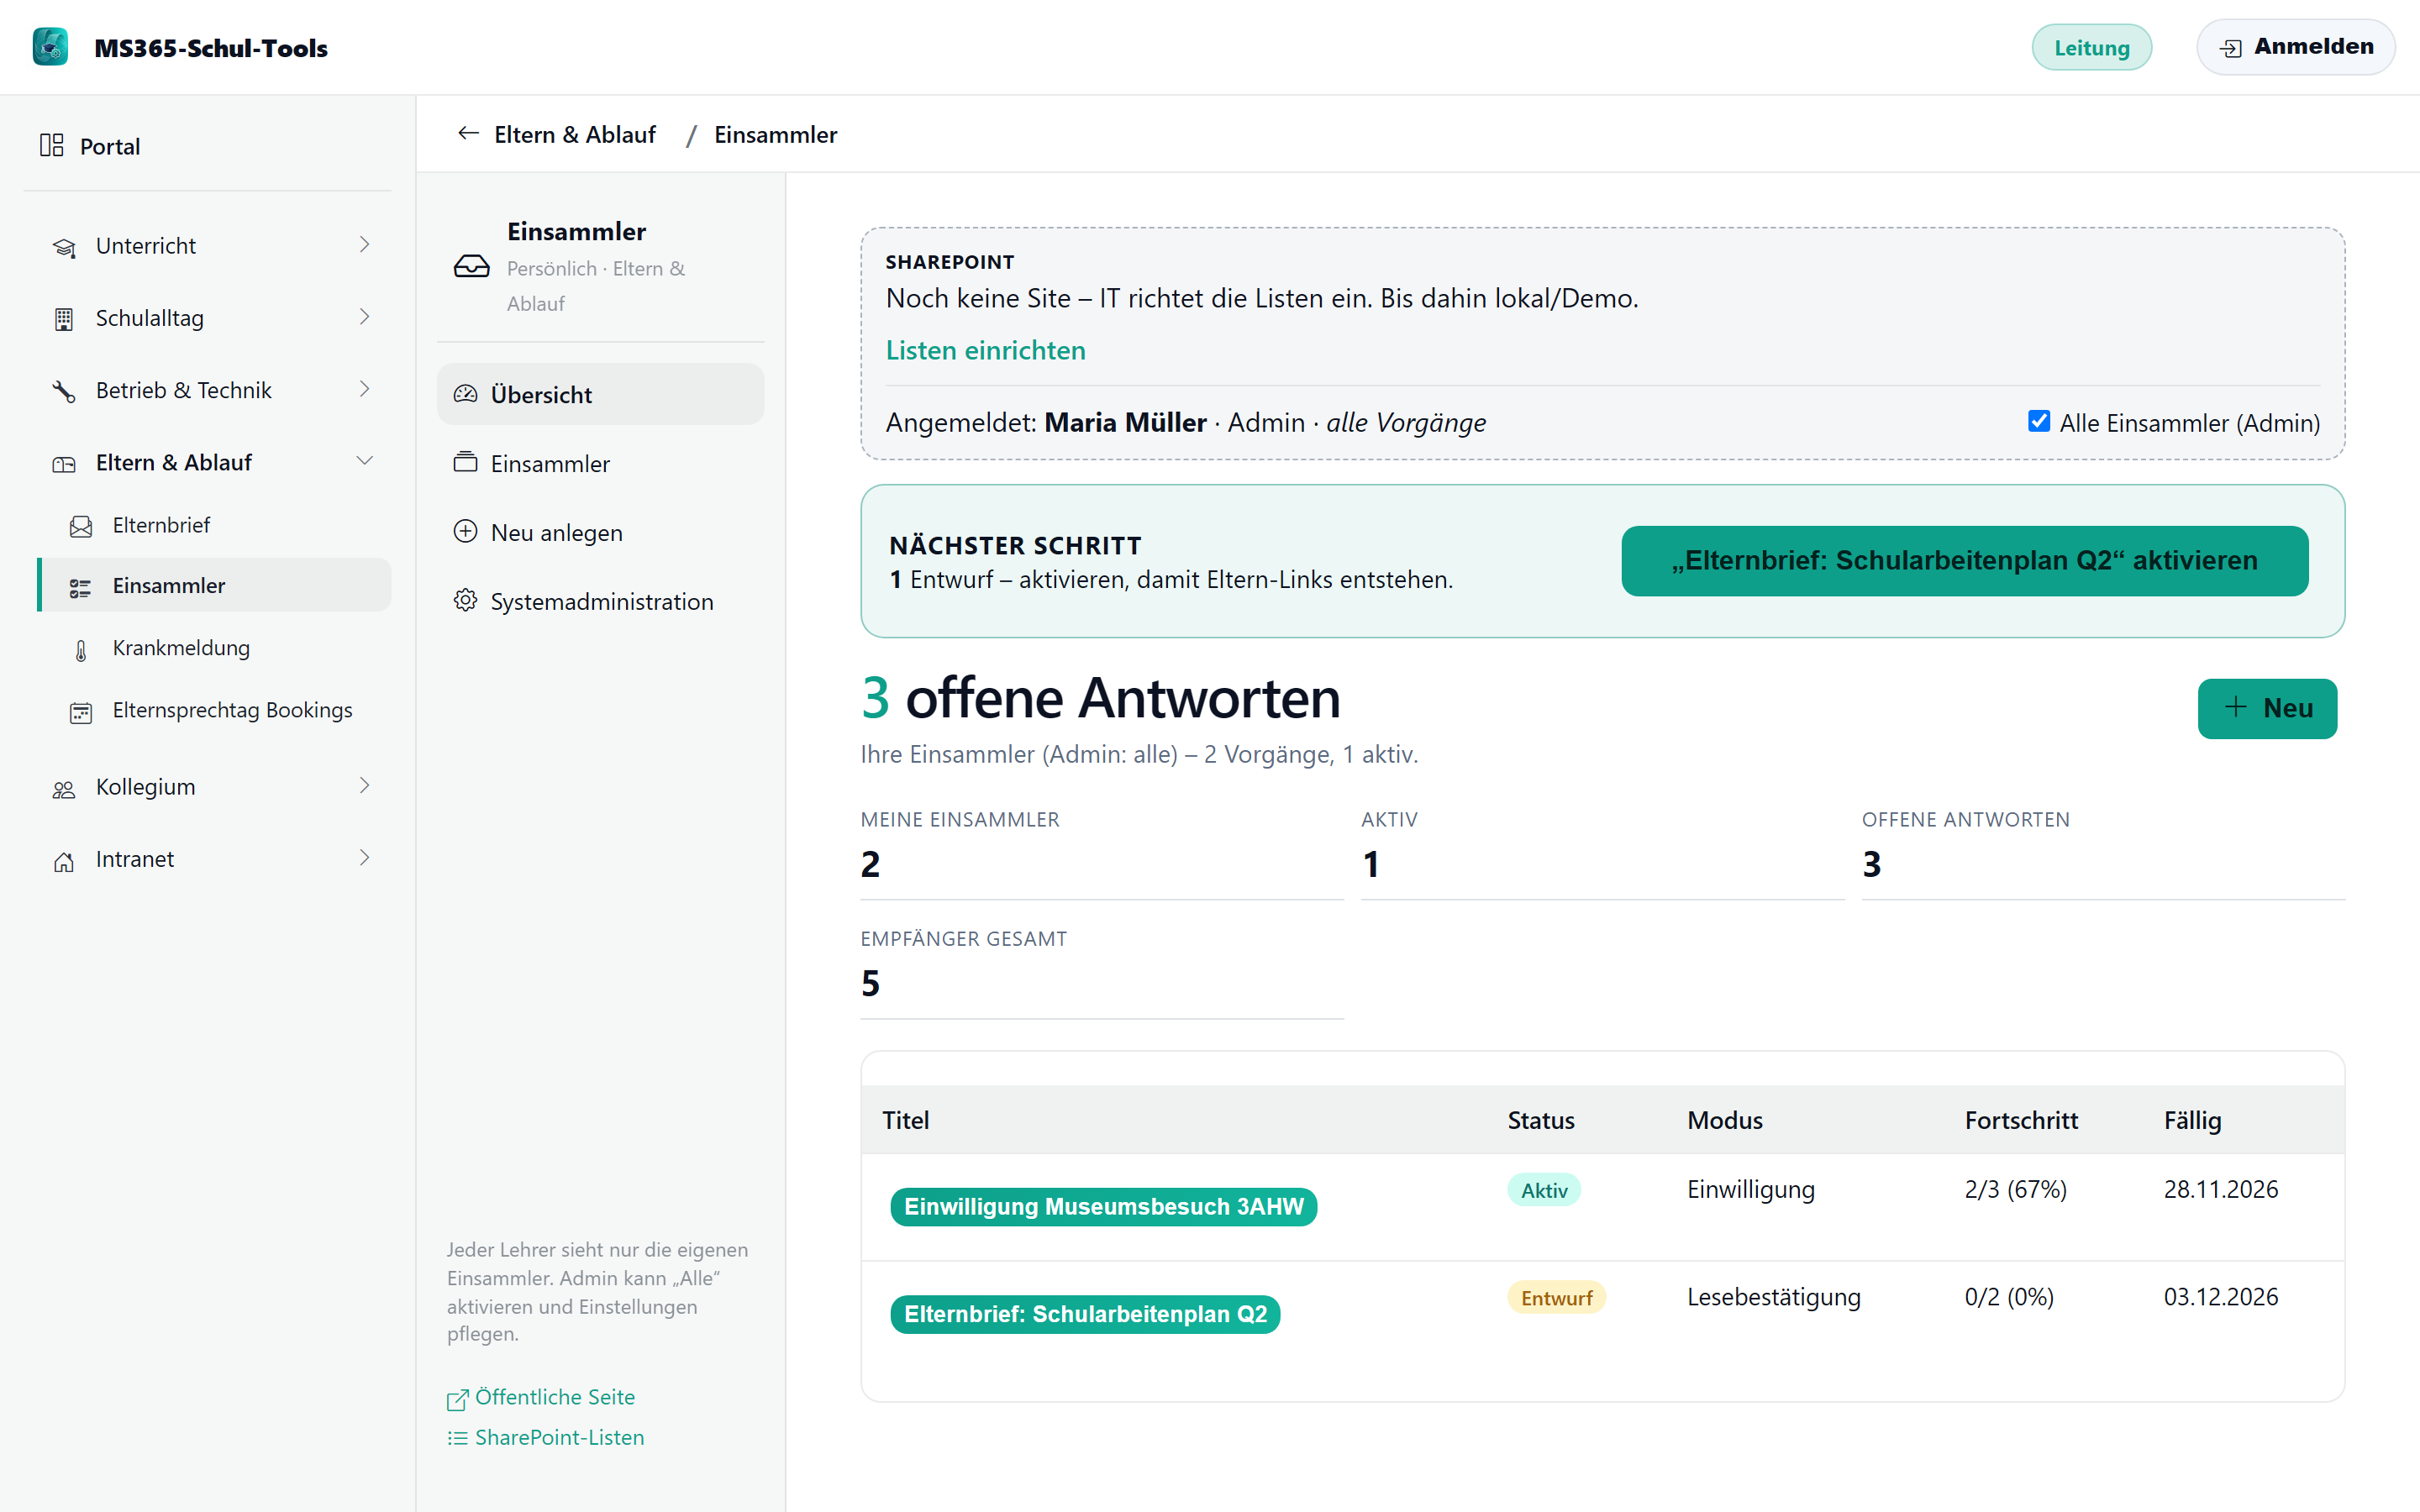 MS365-Schul-Tools
Leitung
Anmelden
Portal
Unterricht
Schulalltag
Betrieb & Technik
Eltern & Ablauf
Elternbrief
Einsammler
Krankmeldung
Elternsprechtag Bookings
Kollegium
Intranet
Eltern & Ablauf / Einsammler
Einsammler
Persönlich · Eltern &
Ablauf
Übersicht
Einsammler
Neu anlegen
Systemadministration
Jeder Lehrer sieht nur die eigenen
Einsammler. Admin kann „Alle“
aktivieren und Einstellungen
pflegen.
Öffentliche Seite
SharePoint-Listen
SHAREPOINT
Noch keine Site – IT richtet die Listen ein. Bis dahin lokal/Demo.
Listen einrichten
Angemeldet: Maria Müller · Admin · alle Vorgänge
Alle Einsammler (Admin)
NÄCHSTER SCHRITT
1 Entwurf – aktivieren, damit Eltern-Links entstehen.
„Elternbrief: Schularbeitenplan Q2“ aktivieren
3 offene Antworten
Ihre Einsammler (Admin: alle) – 2 Vorgänge, 1 aktiv.
Neu
MEINE EINSAMMLER
2
AKTIV
1
OFFENE ANTWORTEN
3
EMPFÄNGER GESAMT
5
Titel Status Modus Fortschritt Fällig
Einwilligung Museumsbesuch 3AHW Aktiv Einwilligung 2/3 (67%) 28.11.2026
Elternbrief: Schularbeitenplan Q2 Entwurf Lesebestätigung 0/2 (0%) 03.12.2026